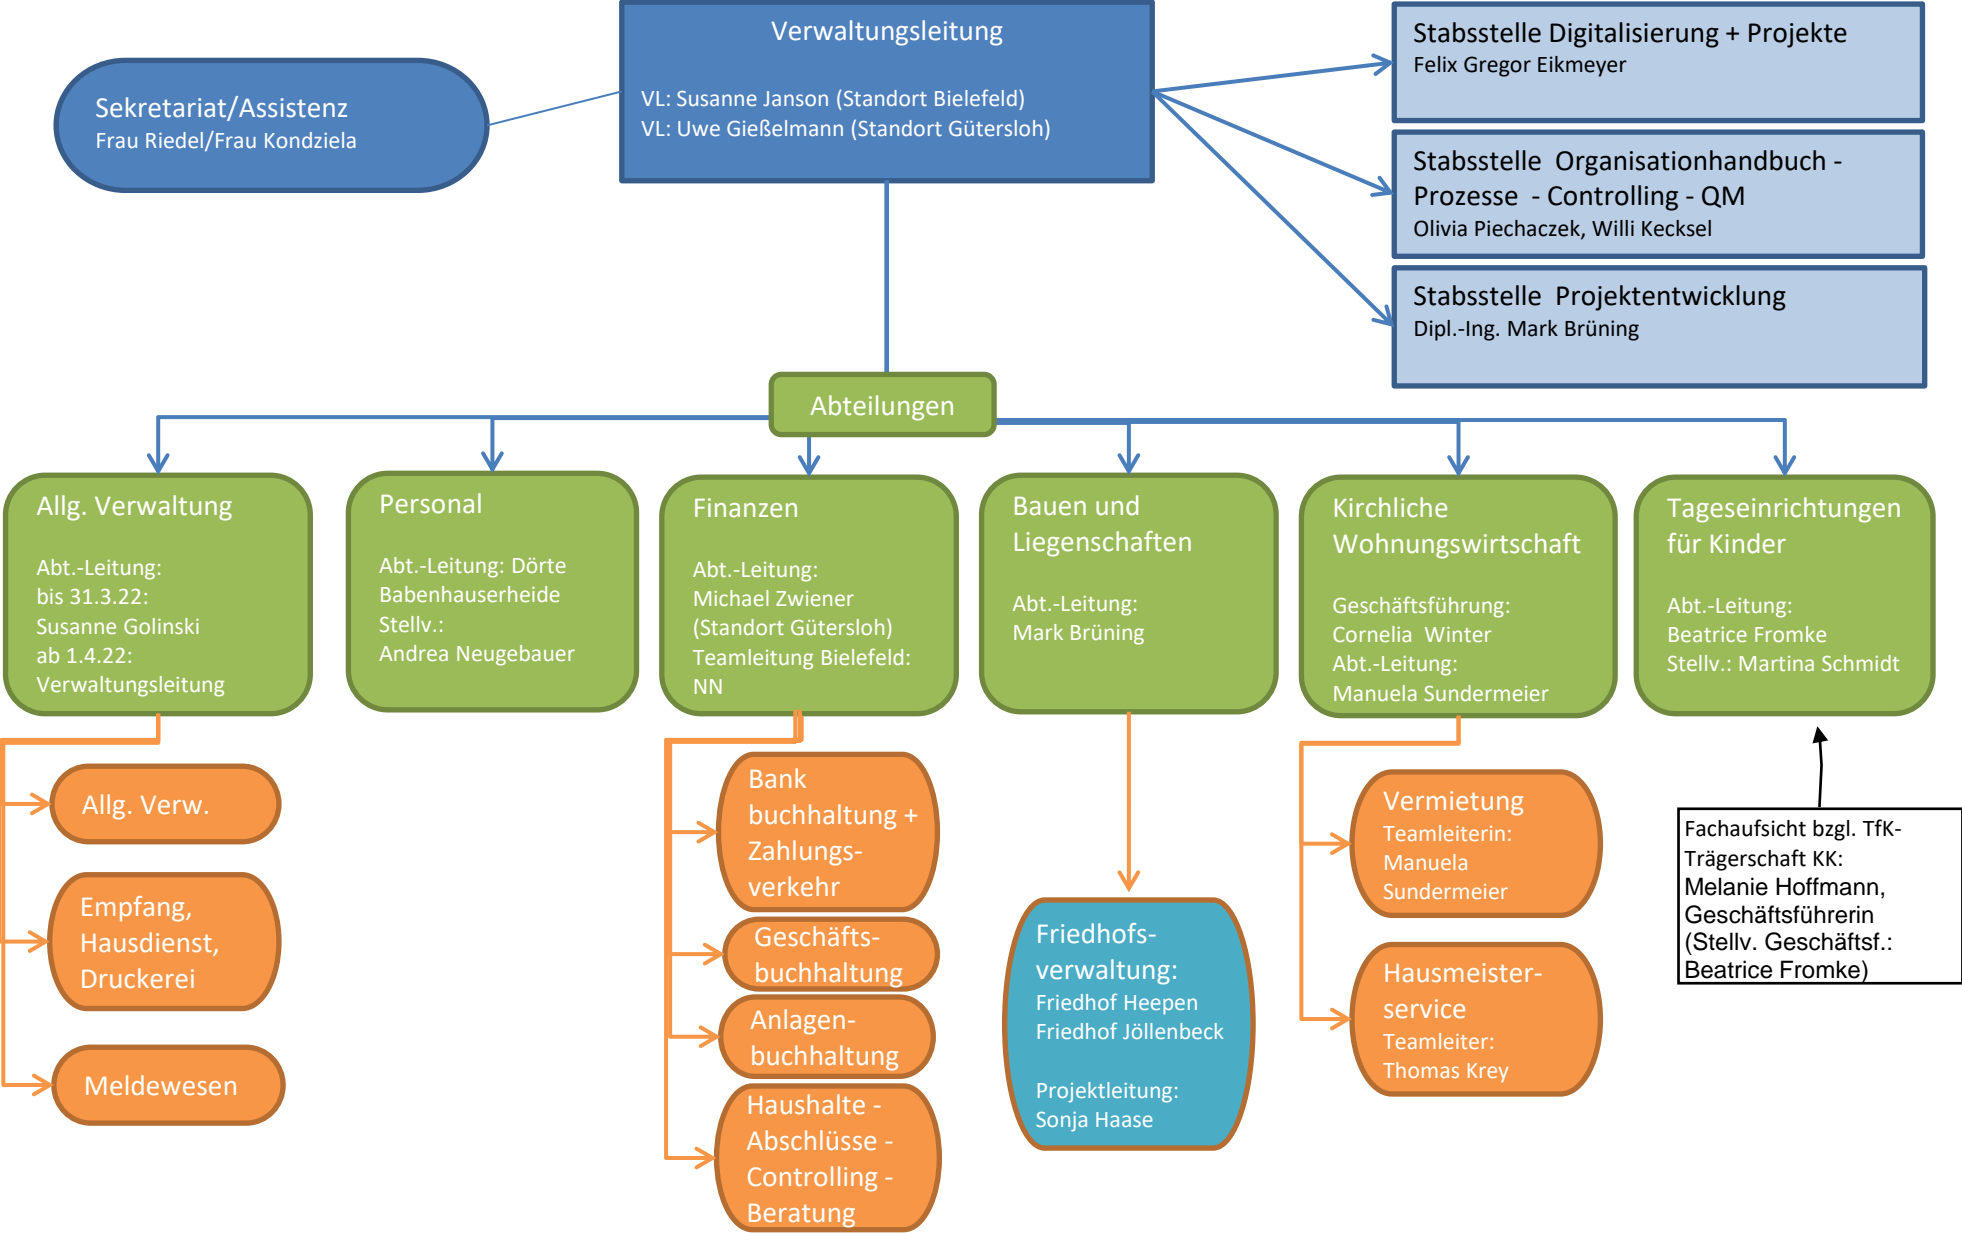 Verwaltungsleitung
VL: Susanne Janson (Standort Bielefeld)
VL: Uwe Gießelmann (Standort Gütersloh)
Sekretariat/Assistenz
Frau Riedel/Frau Kondziela
Stabsstelle Digitalisierung + Projekte
Felix Gregor Eikmeyer
Stabsstelle  Organisationhandbuch -
Prozesse  - Controlling - QM
Olivia Piechaczek, Willi Kecksel
Stabsstelle  Projektentwicklung
Dipl.-Ing. Mark Brüning
Abteilungen
Allg. Verwaltung
Abt.-Leitung:
bis 31.3.22:
Susanne Golinski
ab 1.4.22:
Verwaltungsleitung
Personal
Abt.-Leitung: Dörte
Babenhauserheide
Stellv.:
Andrea Neugebauer
Finanzen
Abt.-Leitung:
Michael Zwiener
(Standort Gütersloh)
Teamleitung Bielefeld:
NN
Bauen und
Liegenschaften
Abt.-Leitung:
Mark Brüning
Kirchliche
Wohnungswirtschaft
Geschäftsführung:
Cornelia  Winter
Abt.-Leitung:
Manuela Sundermeier
Tageseinrichtungen
für Kinder
Abt.-Leitung:
Beatrice Fromke
Stellv.: Martina Schmidt
Allg. Verw.
Empfang,
Hausdienst,
Druckerei
Meldewesen
Bank
buchhaltung +
Zahlungs-
verkehr
Geschäfts-
buchhaltung
Anlagen-
buchhaltung
Haushalte -
Abschlüsse -
Controlling -
Beratung
Friedhofs-
verwaltung:
Friedhof Heepen
Friedhof Jöllenbeck
Projektleitung:
Sonja Haase
Vermietung
Teamleiterin:
Manuela
Sundermeier
Hausmeister-
service
Teamleiter:
Thomas Krey
Fachaufsicht bzgl. TfK-
Trägerschaft KK:
Melanie Hoffmann,
Geschäftsführerin
(Stellv. Geschäftsf.:
Beatrice Fromke)